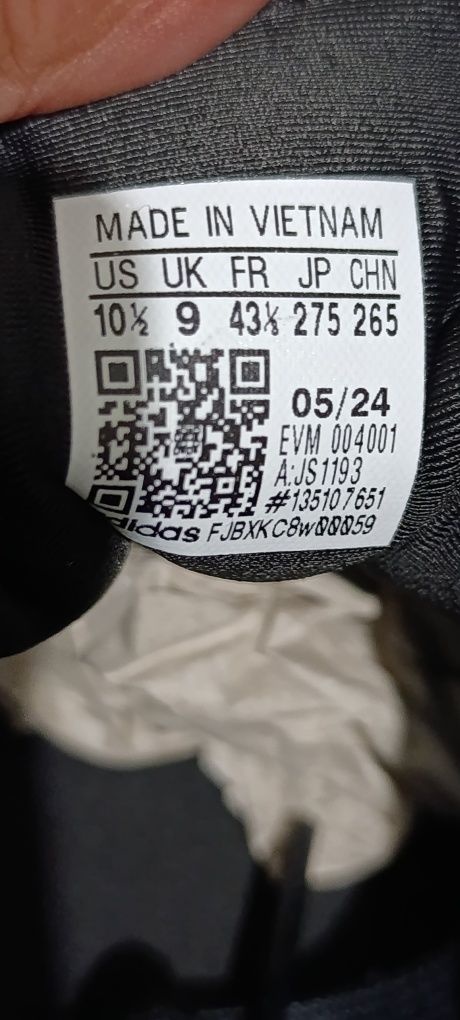 MADE IN VIETNAM
US UK FR JP CHN
10½ 9 43⅓ 275 265
05/24
EVM 004001
A:JS1193
#135107651
adidas FJBXKC8w00059